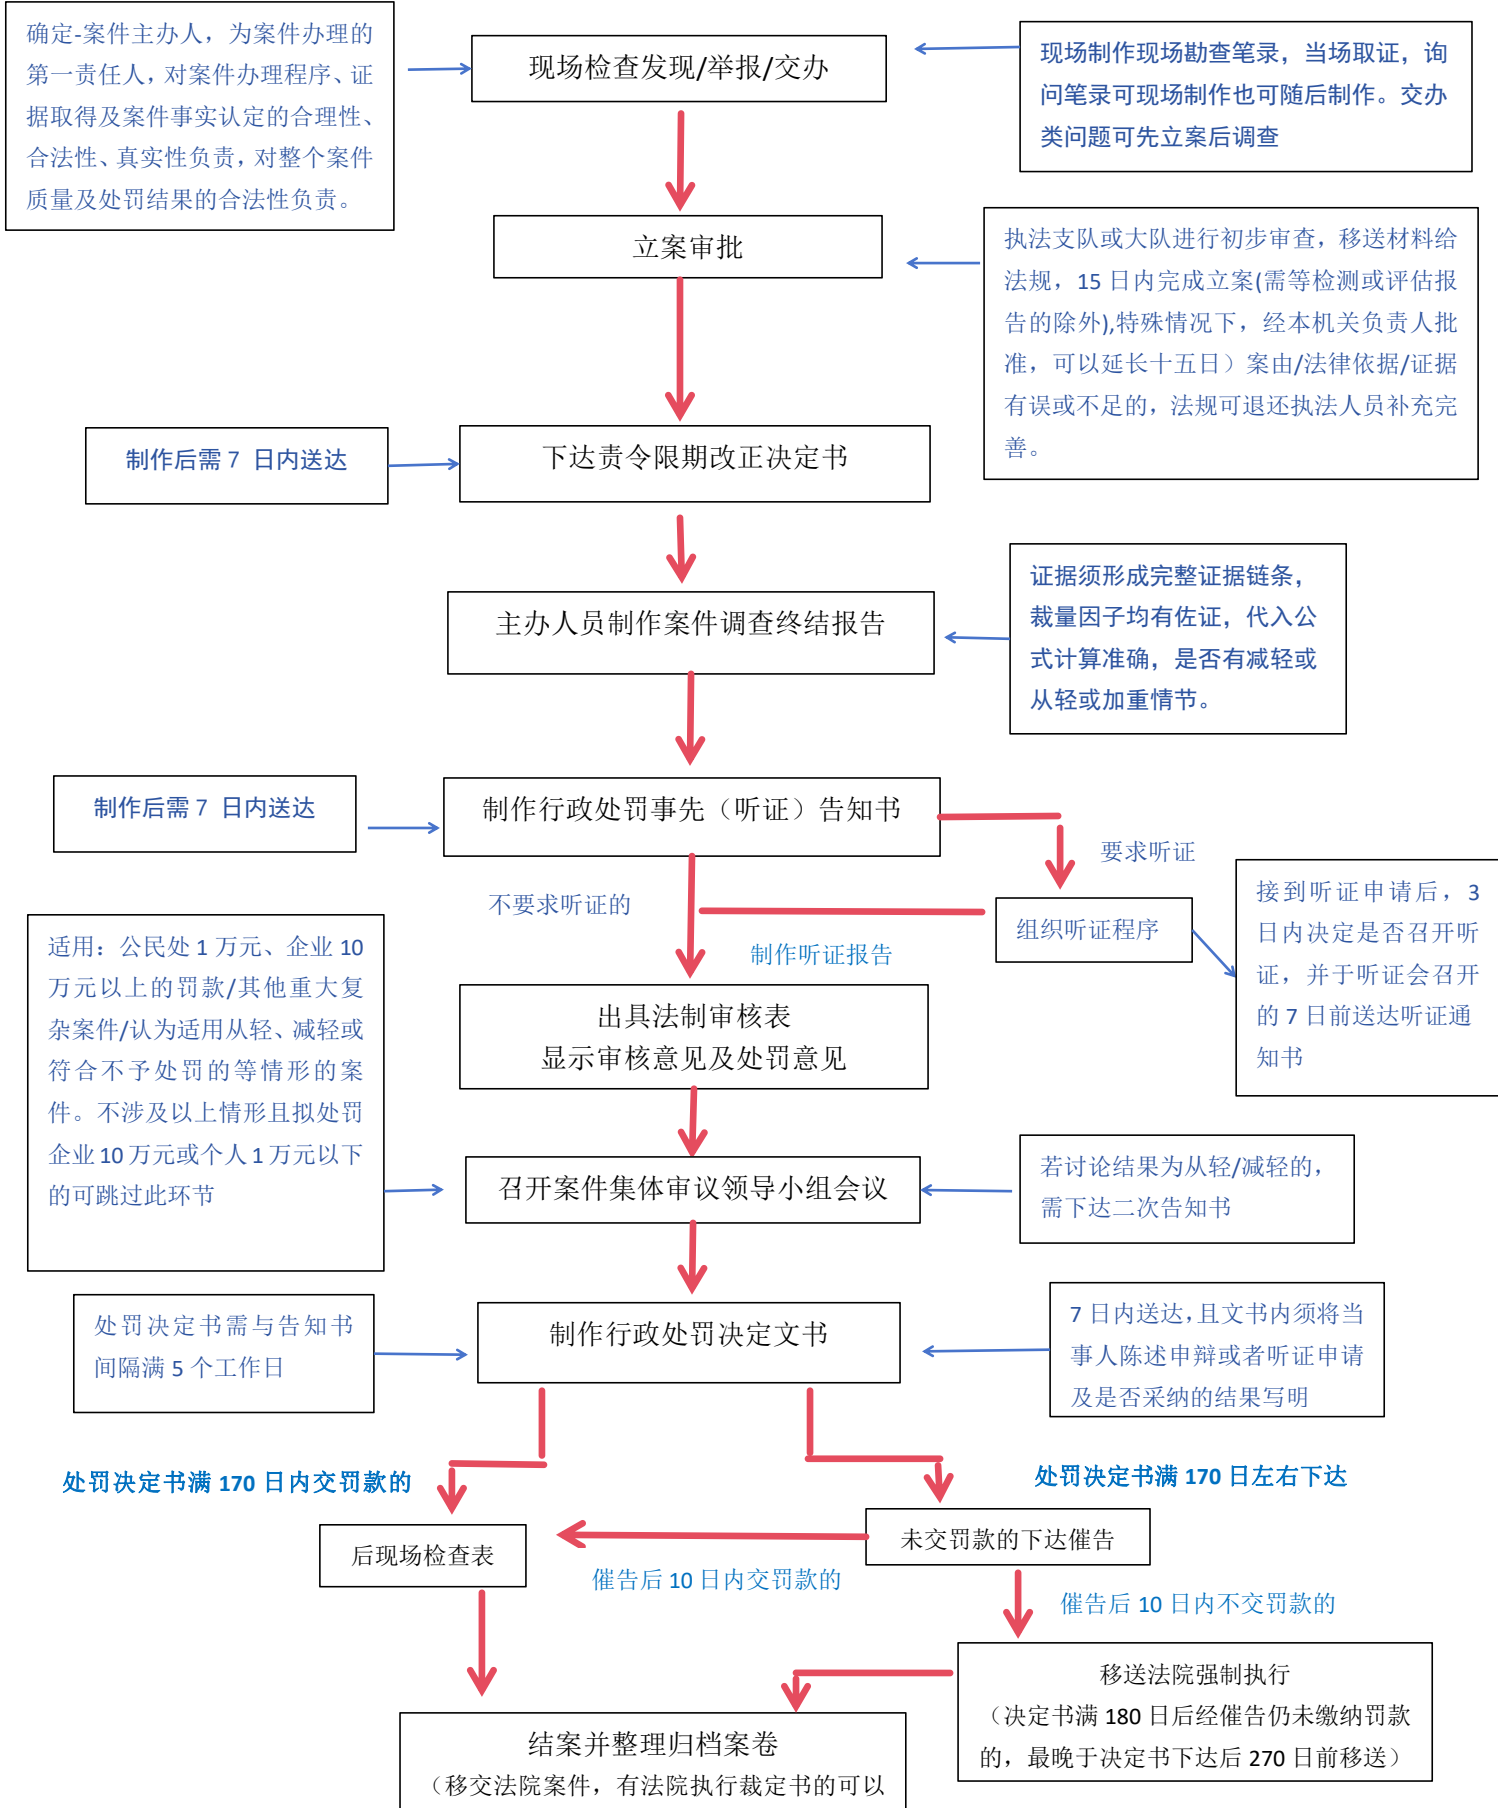 确定-案件主办人，为案件办理的
第一责任人，对案件办理程序、证
据取得及案件事实认定的合理性、
合法性、真实性负责，对整个案件
质量及处罚结果的合法性负责。
现场检查发现/举报/交办
现场制作现场勘查笔录，当场取证，询
问笔录可现场制作也可随后制作。交办
类问题可先立案后调查
立案审批
执法支队或大队进行初步审查，移送材料给
法规，15 日内完成立案(需等检测或评估报
告的除外),特殊情况下，经本机关负责人批
准，可以延长十五日）案由/法律依据/证据
有误或不足的，法规可退还执法人员补充完
善。
制作后需 7 日内送达
下达责令限期改正决定书
主办人员制作案件调查终结报告
证据须形成完整证据链条，
裁量因子均有佐证，代入公
式计算准确，是否有减轻或
从轻或加重情节。
制作后需 7 日内送达
制作行政处罚事先（听证）告知书
要求听证
不要求听证的
组织听证程序
制作听证报告
接到听证申请后，3
日内决定是否召开听
证，并于听证会召开
的 7 日前送达听证通
知书
适用：公民处 1 万元、企业 10
万元以上的罚款/其他重大复
杂案件/认为适用从轻、减轻或
符合不予处罚的等情形的案
件。不涉及以上情形且拟处罚
企业 10 万元或个人 1 万元以下
的可跳过此环节
出具法制审核表
显示审核意见及处罚意见
召开案件集体审议领导小组会议
若讨论结果为从轻/减轻的，
需下达二次告知书
处罚决定书需与告知书
间隔满 5 个工作日
制作行政处罚决定文书
7 日内送达，且文书内须将当
事人陈述申辩或者听证申请
及是否采纳的结果写明
处罚决定书满 170 日内交罚款的
处罚决定书满 170 日左右下达
后现场检查表
未交罚款的下达催告
催告后 10 日内交罚款的
催告后 10 日内不交罚款的
移送法院强制执行
（决定书满 180 日后经催告仍未缴纳罚款
的，最晚于决定书下达后 270 日前移送）
结案并整理归档案卷
（移交法院案件，有法院执行裁定书的可以